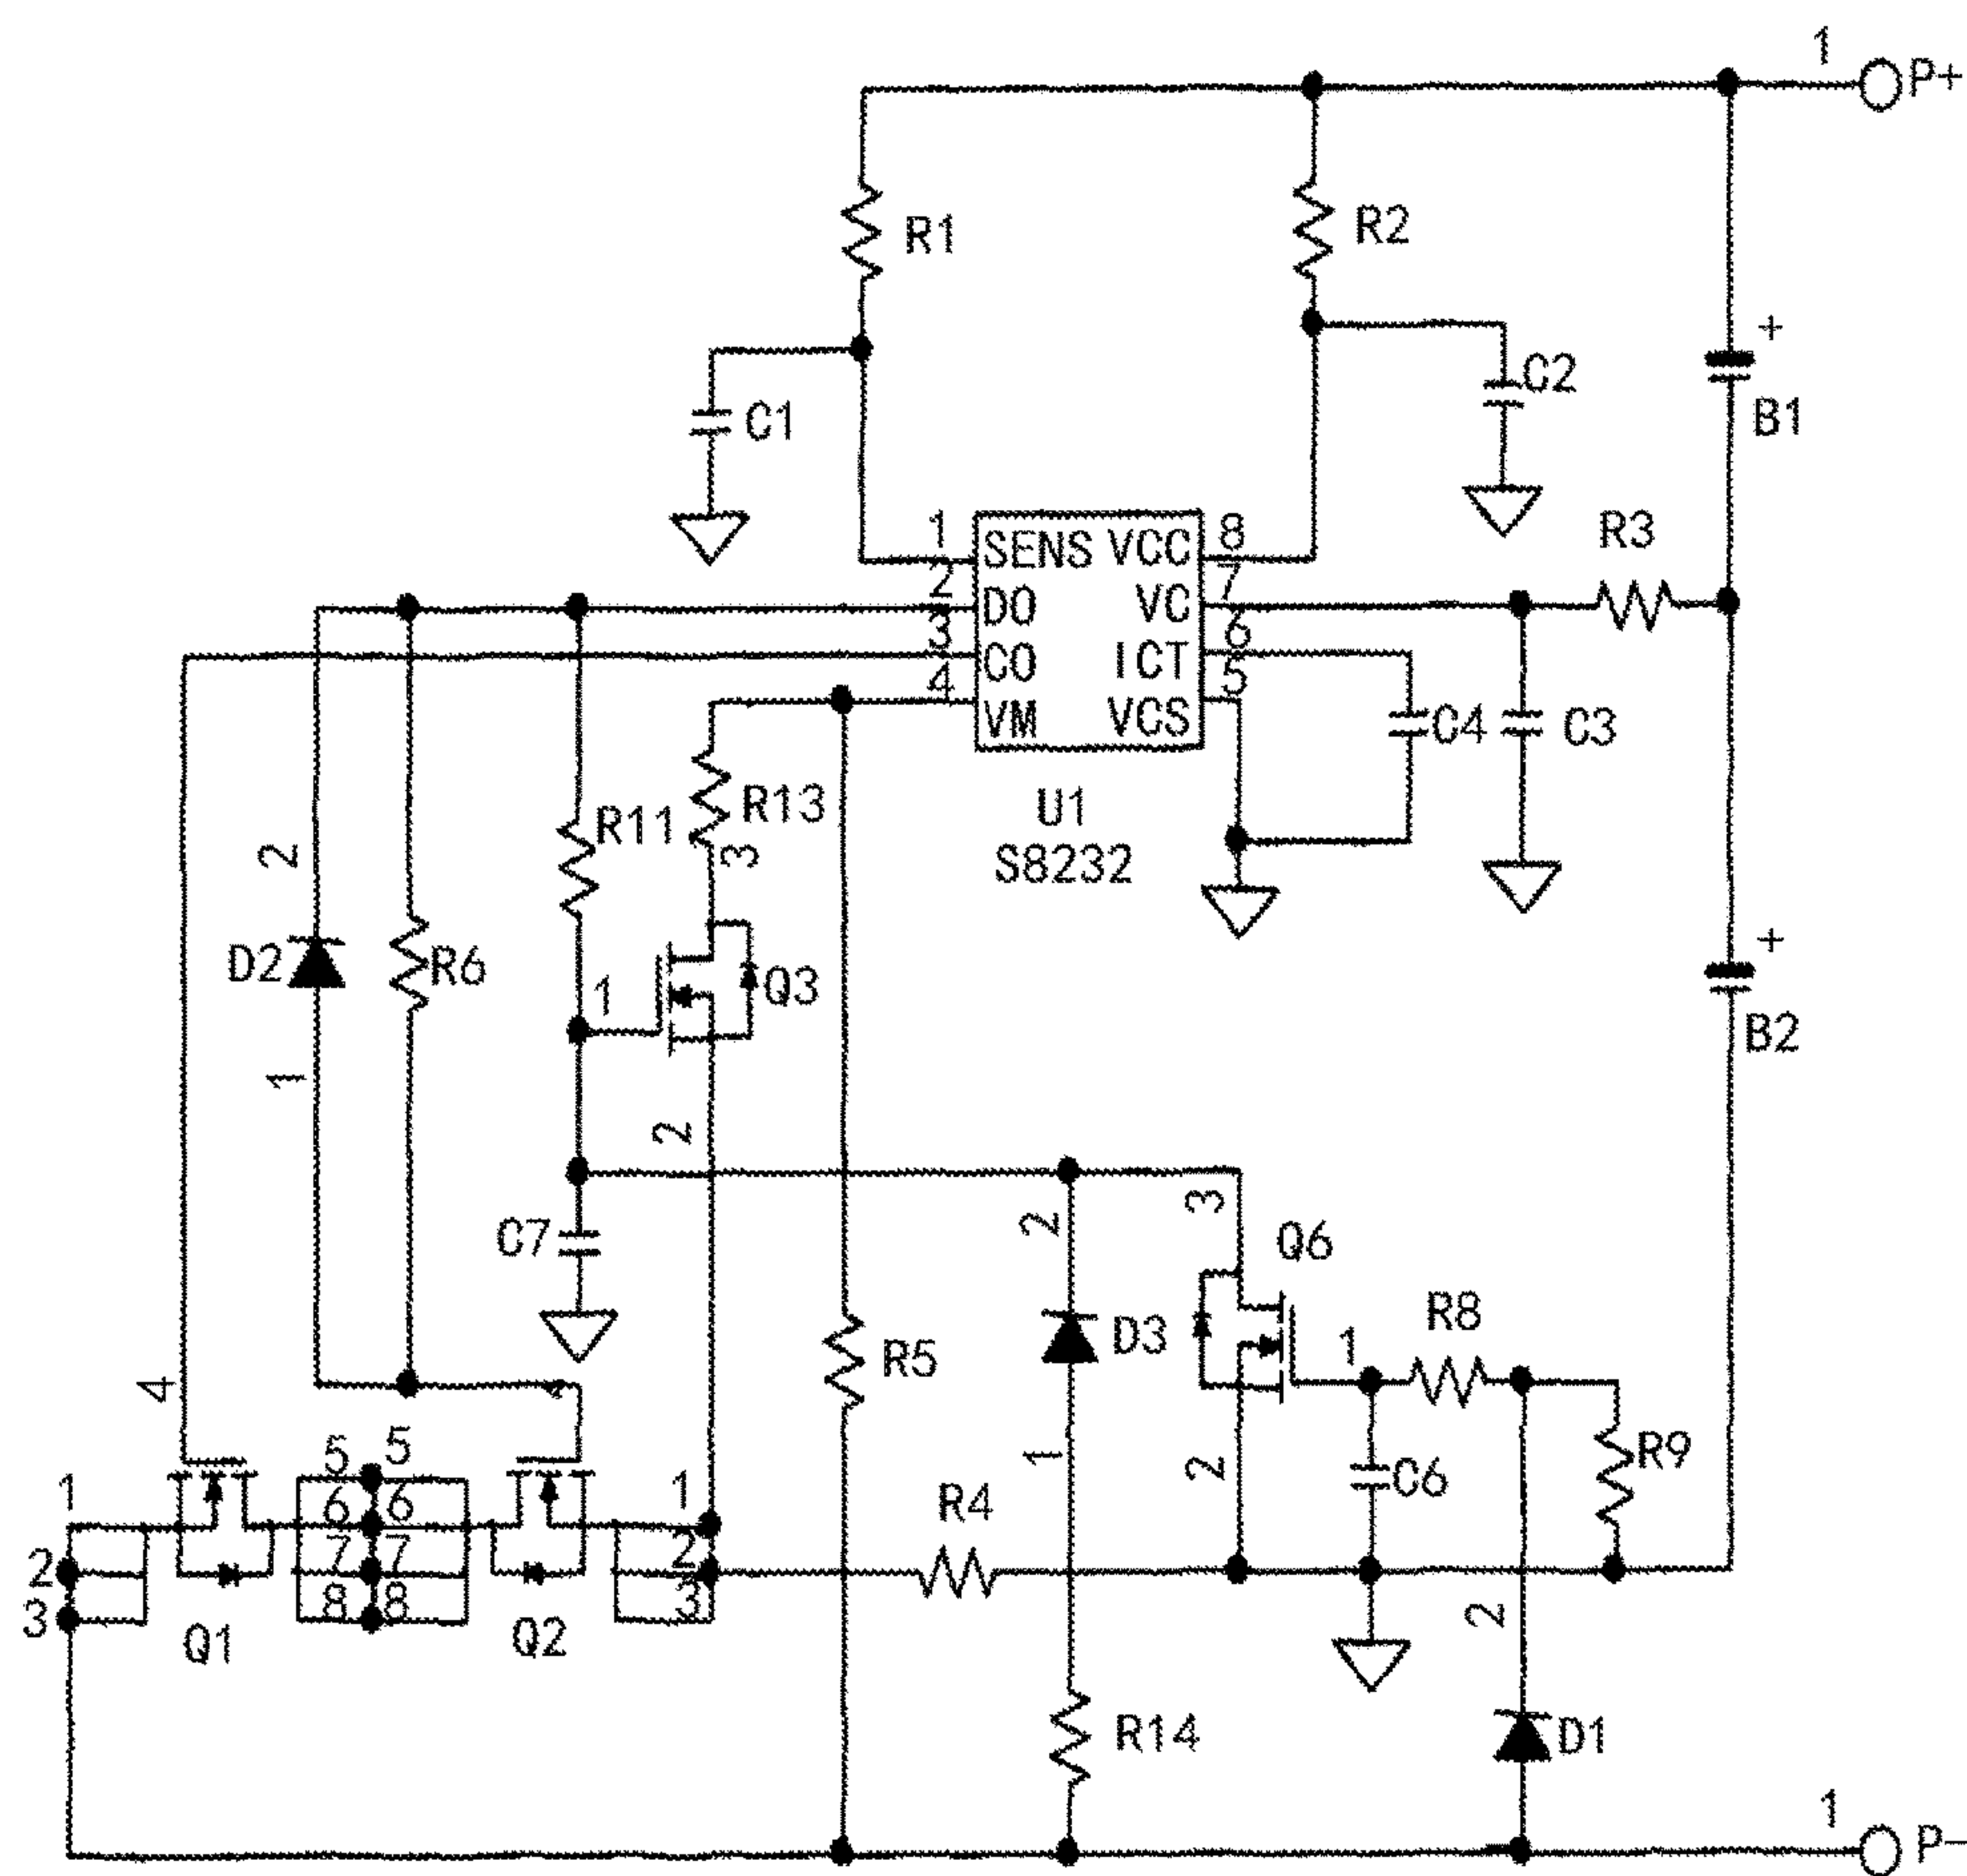 1
P+
R1
R2
+
C2
C1
B1
1
SENS VCC
8
R3
2
DO VC
7
3
CO ICT
6
4
VM VCS
5
C4
C3
R13
U1
R11
3
S8232
2
+
D2
R6
1
Q3
B2
1
2
2
3
C7
Q6
D3
1
R8
R5
4
1
2
R9
C6
5
5
1
1
6
6
R4
2
7
7
2
3
8
8
3
2
Q1
Q2
R14
D1
1
P-